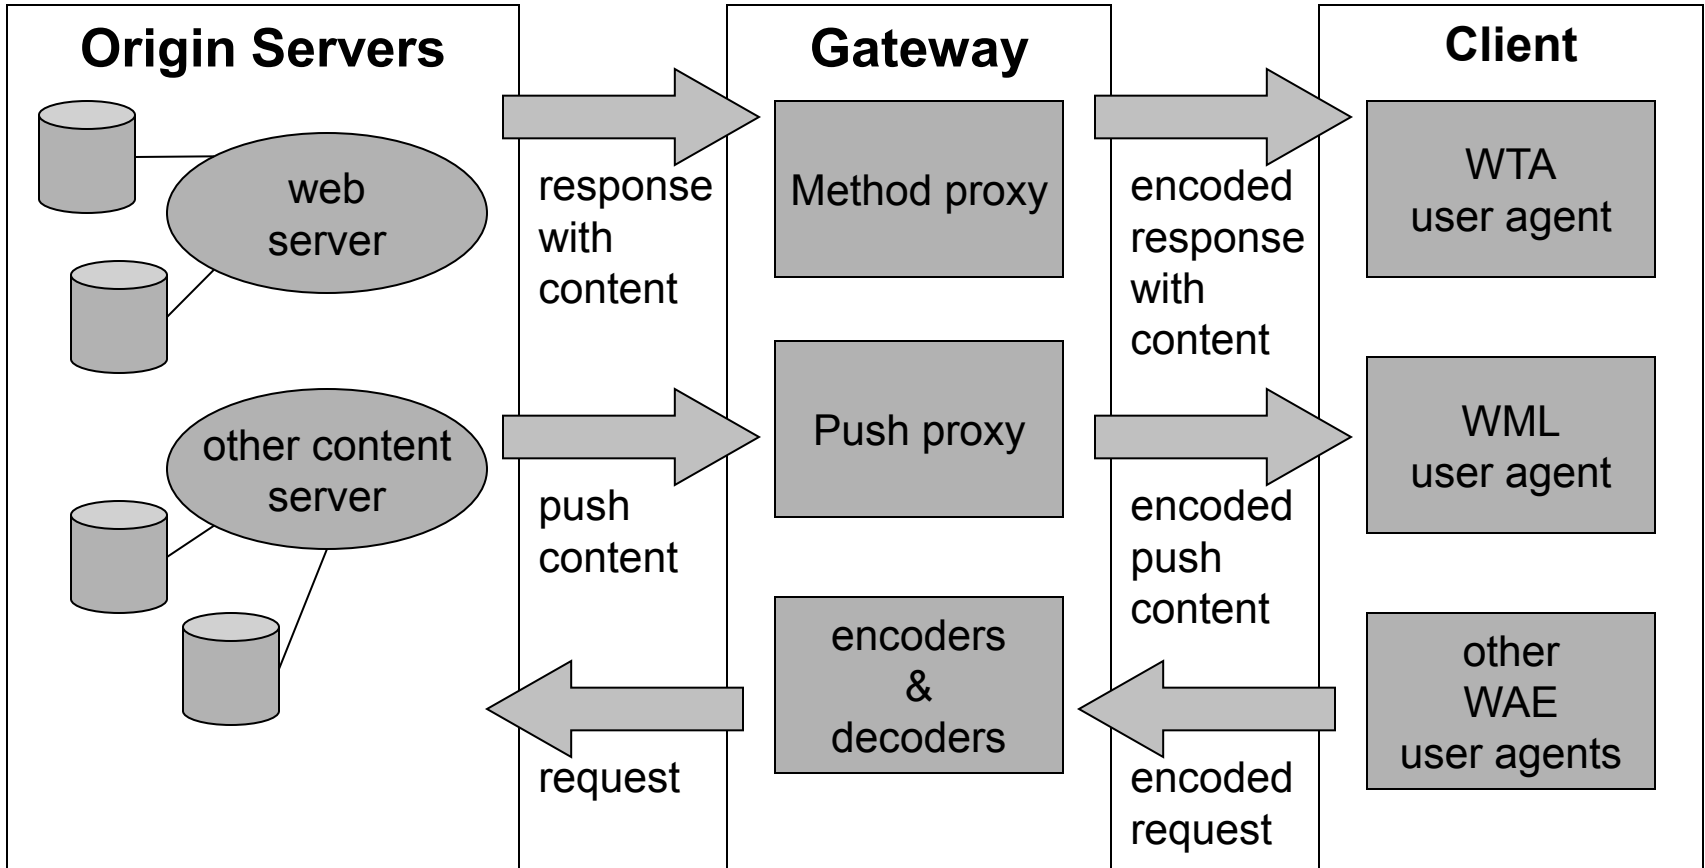 Origin Servers
web
server
other content
server
response
with
content
push
content
request
Gateway
Method proxy
Push proxy
encoders
&
decoders
encoded
response
with
content
encoded
push
content
encoded
request
Client
WTA
user agent
WML
user agent
other
WAE
user agents